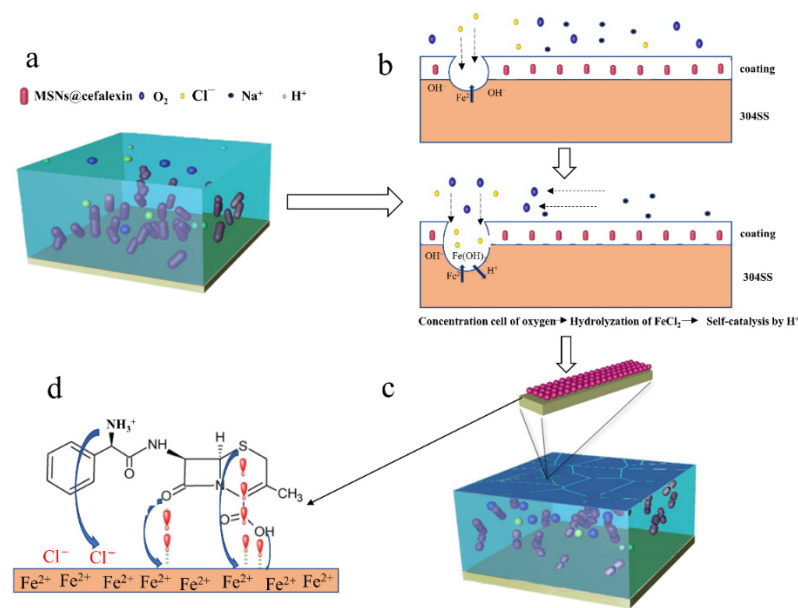 a
MSNs@cefalexin O₂ Cl⁻ Na⁺ H⁺
b
coating
OH⁻ Fe²⁺ OH⁻
304SS
coating
OH⁻ Fe(OH)₂
Fe²⁺ H⁺
304SS
Concentration cell of oxygen → Hydrolyzation of FeCl₂ → Self-catalysis by H⁺
c
d
NH₃⁺
NH
H
S
O
O
N
CH₃
O
OH
Cl⁻ Cl⁻
Fe²⁺ Fe²⁺ Fe²⁺ Fe²⁺ Fe²⁺ Fe²⁺ Fe²⁺ Fe²⁺